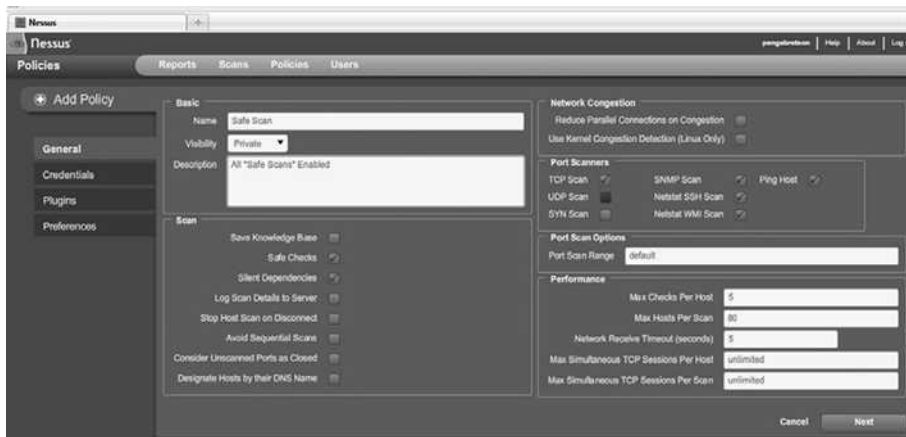 Nessus
nessus
Help | About | Log
Policies
Reports Scans Policies Users
Add Policy
General
Credentials
Plugins
Preferences
Basic
Name Safe Scan
Visibility Private
Description All "Safe Scans" Enabled
Scan
Save Knowledge Base
Safe Checks
Silent Dependencies
Log Scan Details to Server
Stop Host Scan on Disconnect
Avoid Sequential Scans
Consider Unscanned Ports as Closed
Designate Hosts by their DNS Name
Network Congestion
Reduce Parallel Connections on Congestion
Use Kernel Congestion Detection (Linux Only)
Port Scanners
TCP Scan SNMP Scan Ping Host
UDP Scan Netstat SSH Scan
SYN Scan Netstat WMI Scan
Port Scan Options
Port Scan Range default
Performance
Max Checks Per Host 5
Max Hosts Per Scan 80
Network Receive Timeout (seconds) 5
Max Simultaneous TCP Sessions Per Host unlimited
Max Simultaneous TCP Sessions Per Scan unlimited
Cancel Next